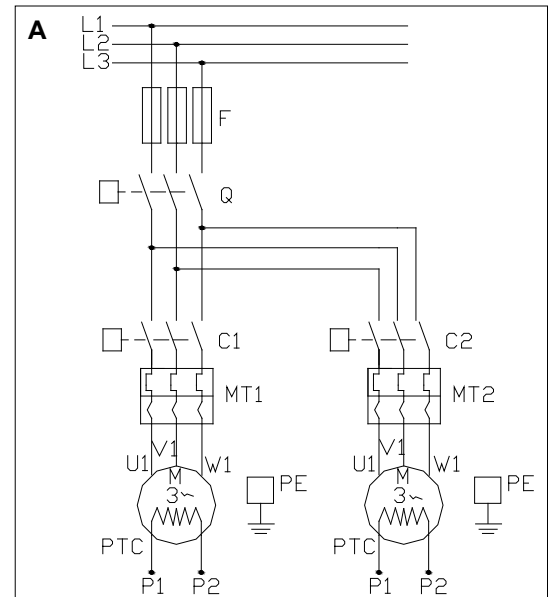 A
L1
L2
L3
F
Q
C1 C2
MT1 MT2
U1 V1 W1 U1 V1 W1
M M
PE PE
3~ 3~
PTC PTC
P1 P2 P1 P2